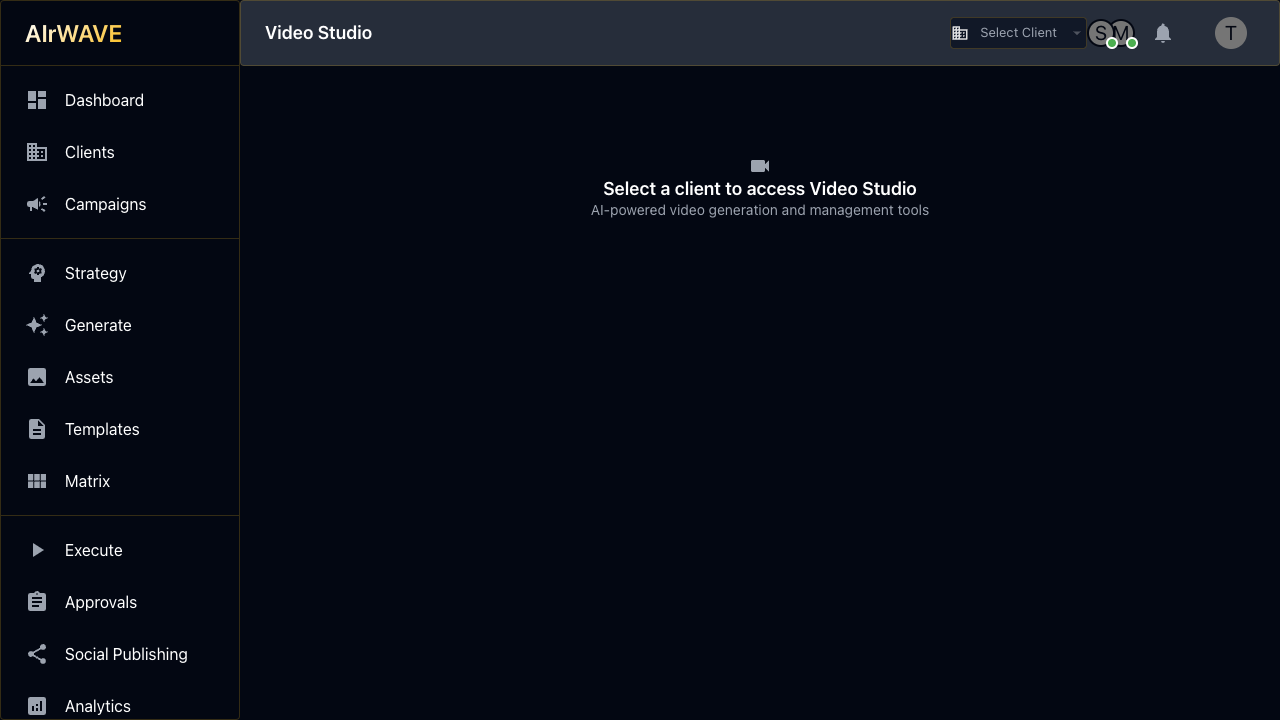 AIrWAVE
Video Studio
Select Client
S
M
T
Dashboard
Clients
Campaigns
Strategy
Generate
Assets
Templates
Matrix
Execute
Approvals
Social Publishing
Analytics
Select a client to access Video Studio
AI-powered video generation and management tools